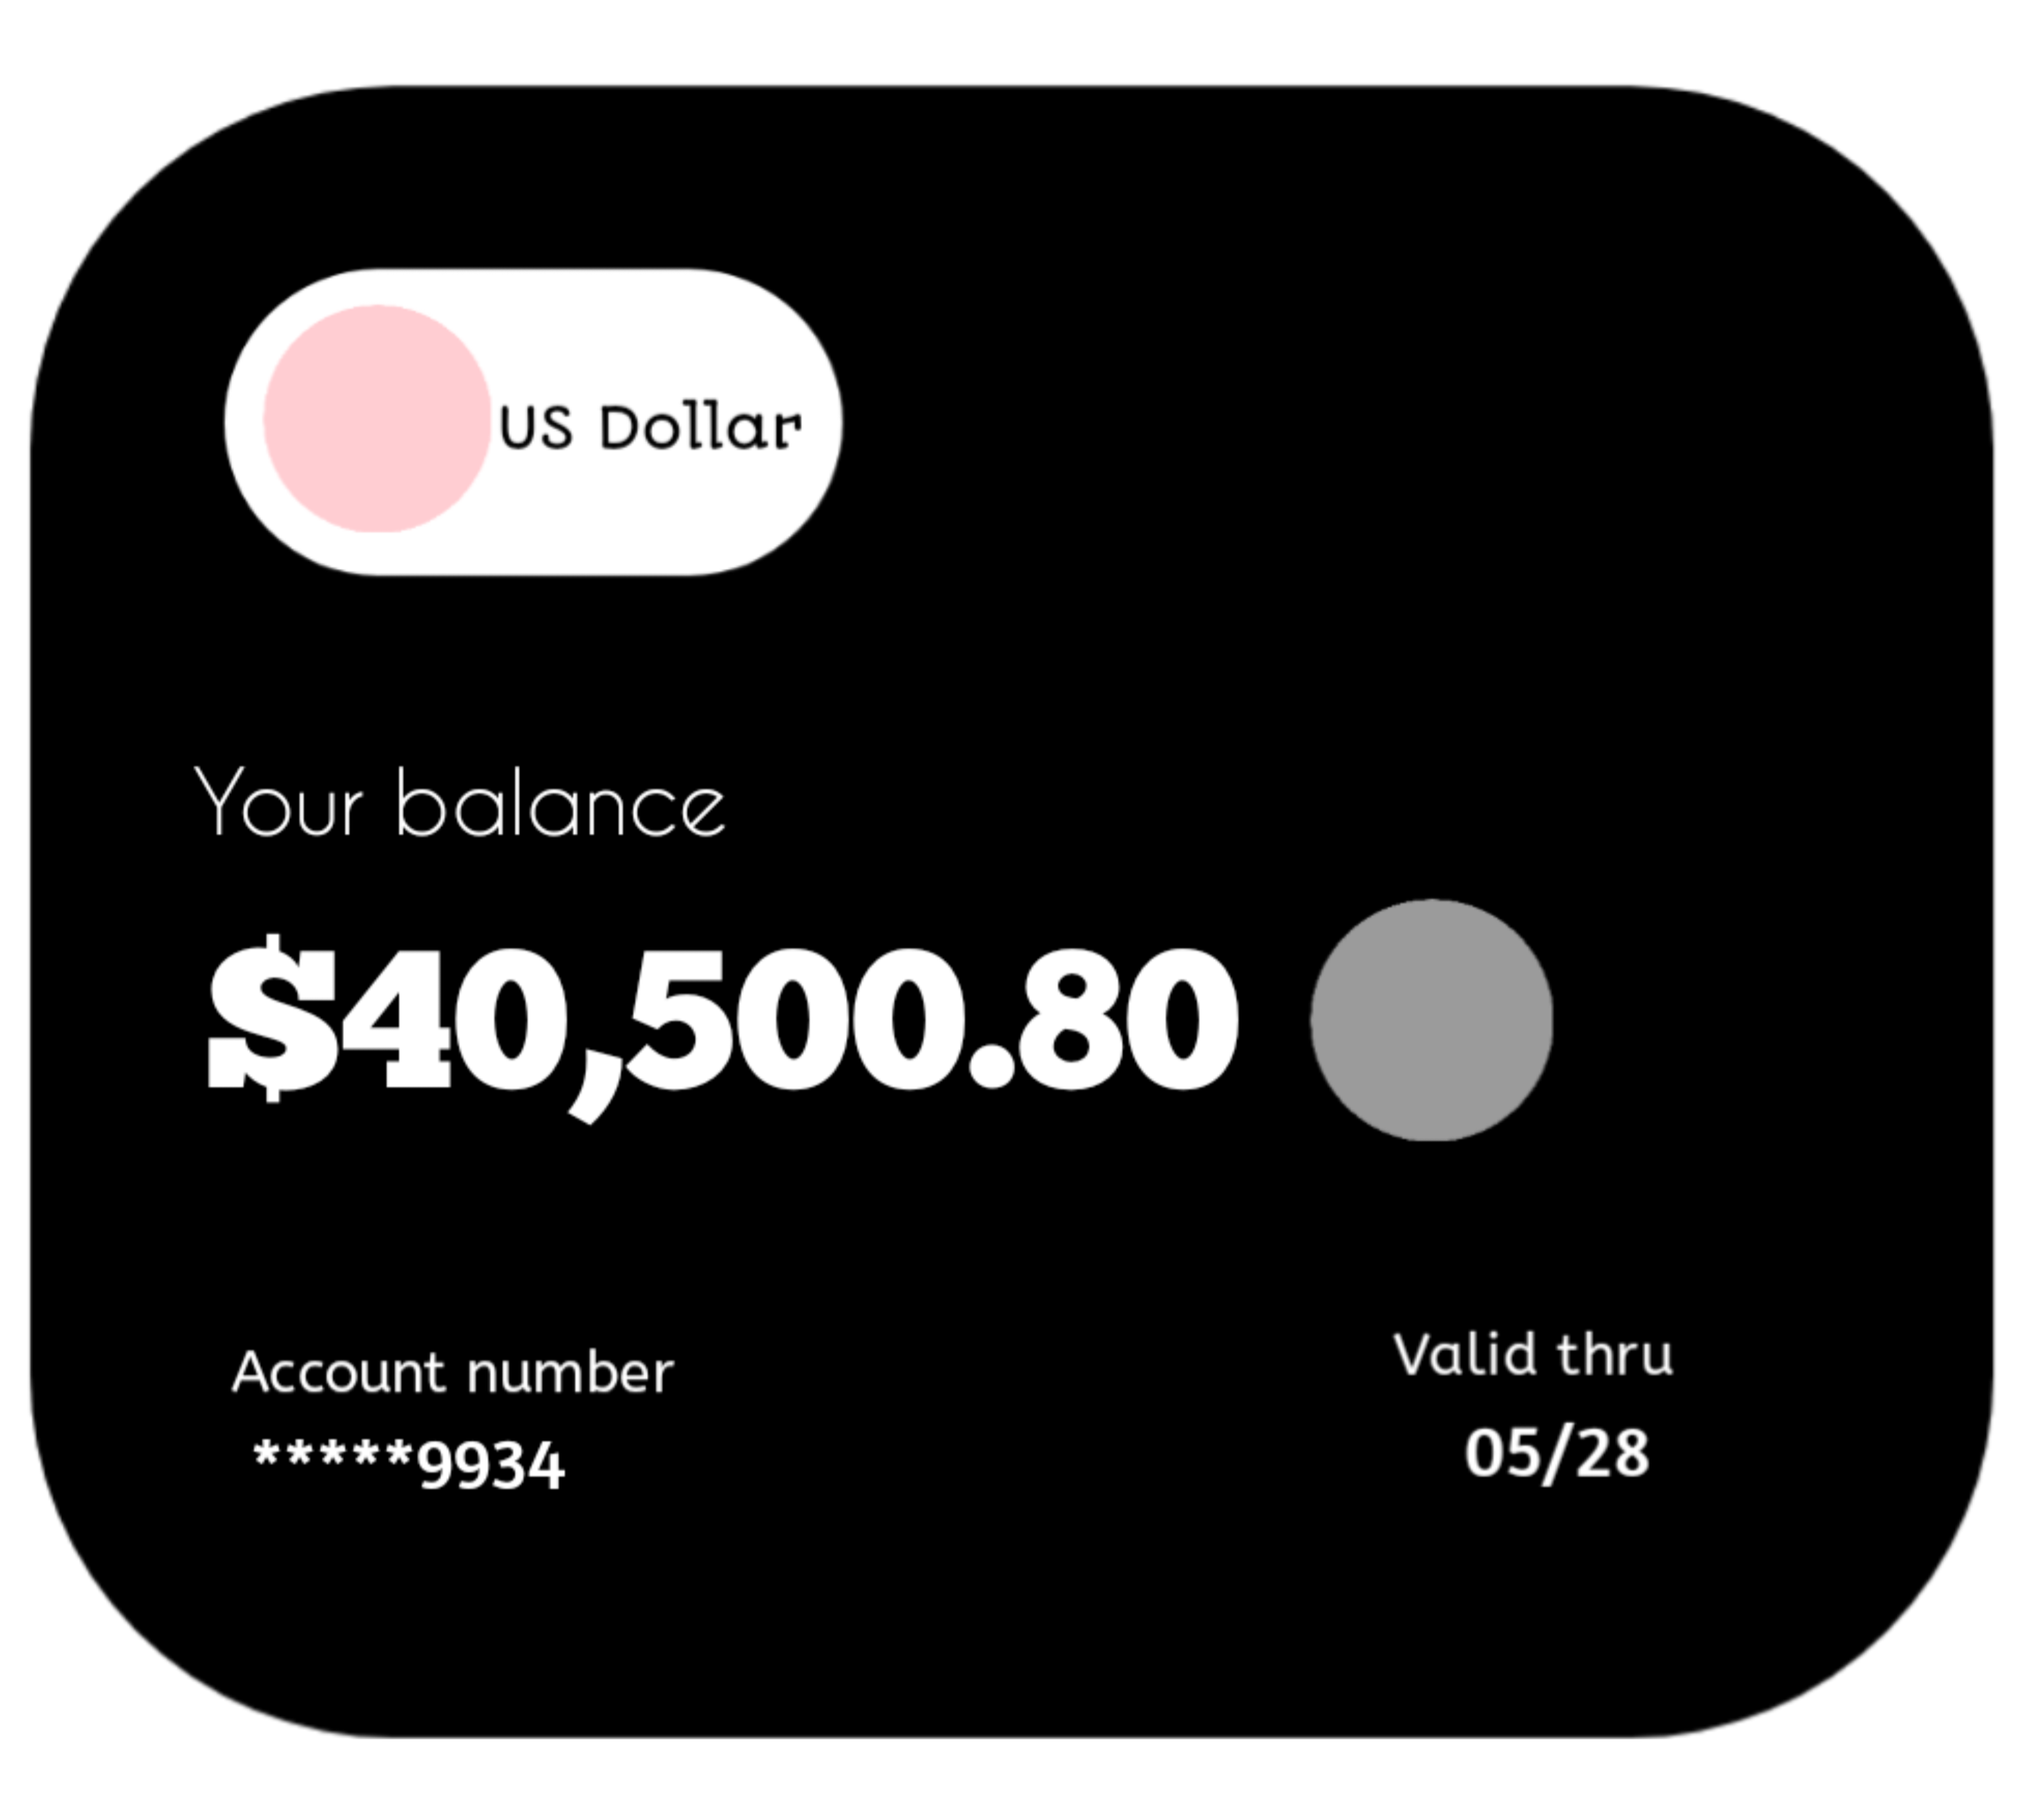 US Dollar
Your balance
$40,500.80
Account number
*****9934
Valid thru
05/28